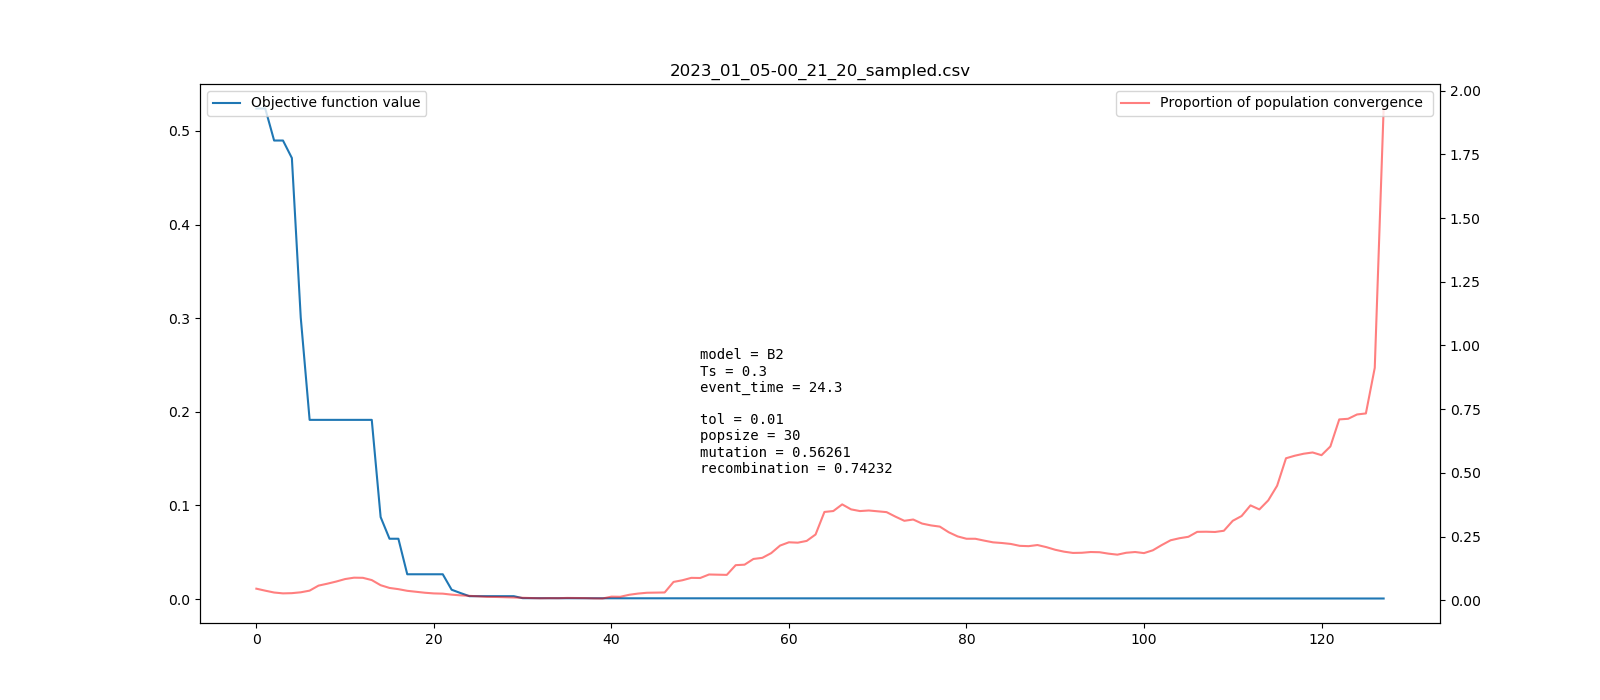 2023_01_05-00_21_20_sampled.csv
Objective function value
Proportion of population convergence
0.5
0.4
0.3
0.2
0.1
0.0
2.00
1.75
1.50
1.25
1.00
0.75
0.50
0.25
0.00
model = B2
Ts = 0.3
event_time = 24.3
tol = 0.01
popsize = 30
mutation = 0.56261
recombination = 0.74232
0
20
40
60
80
100
120